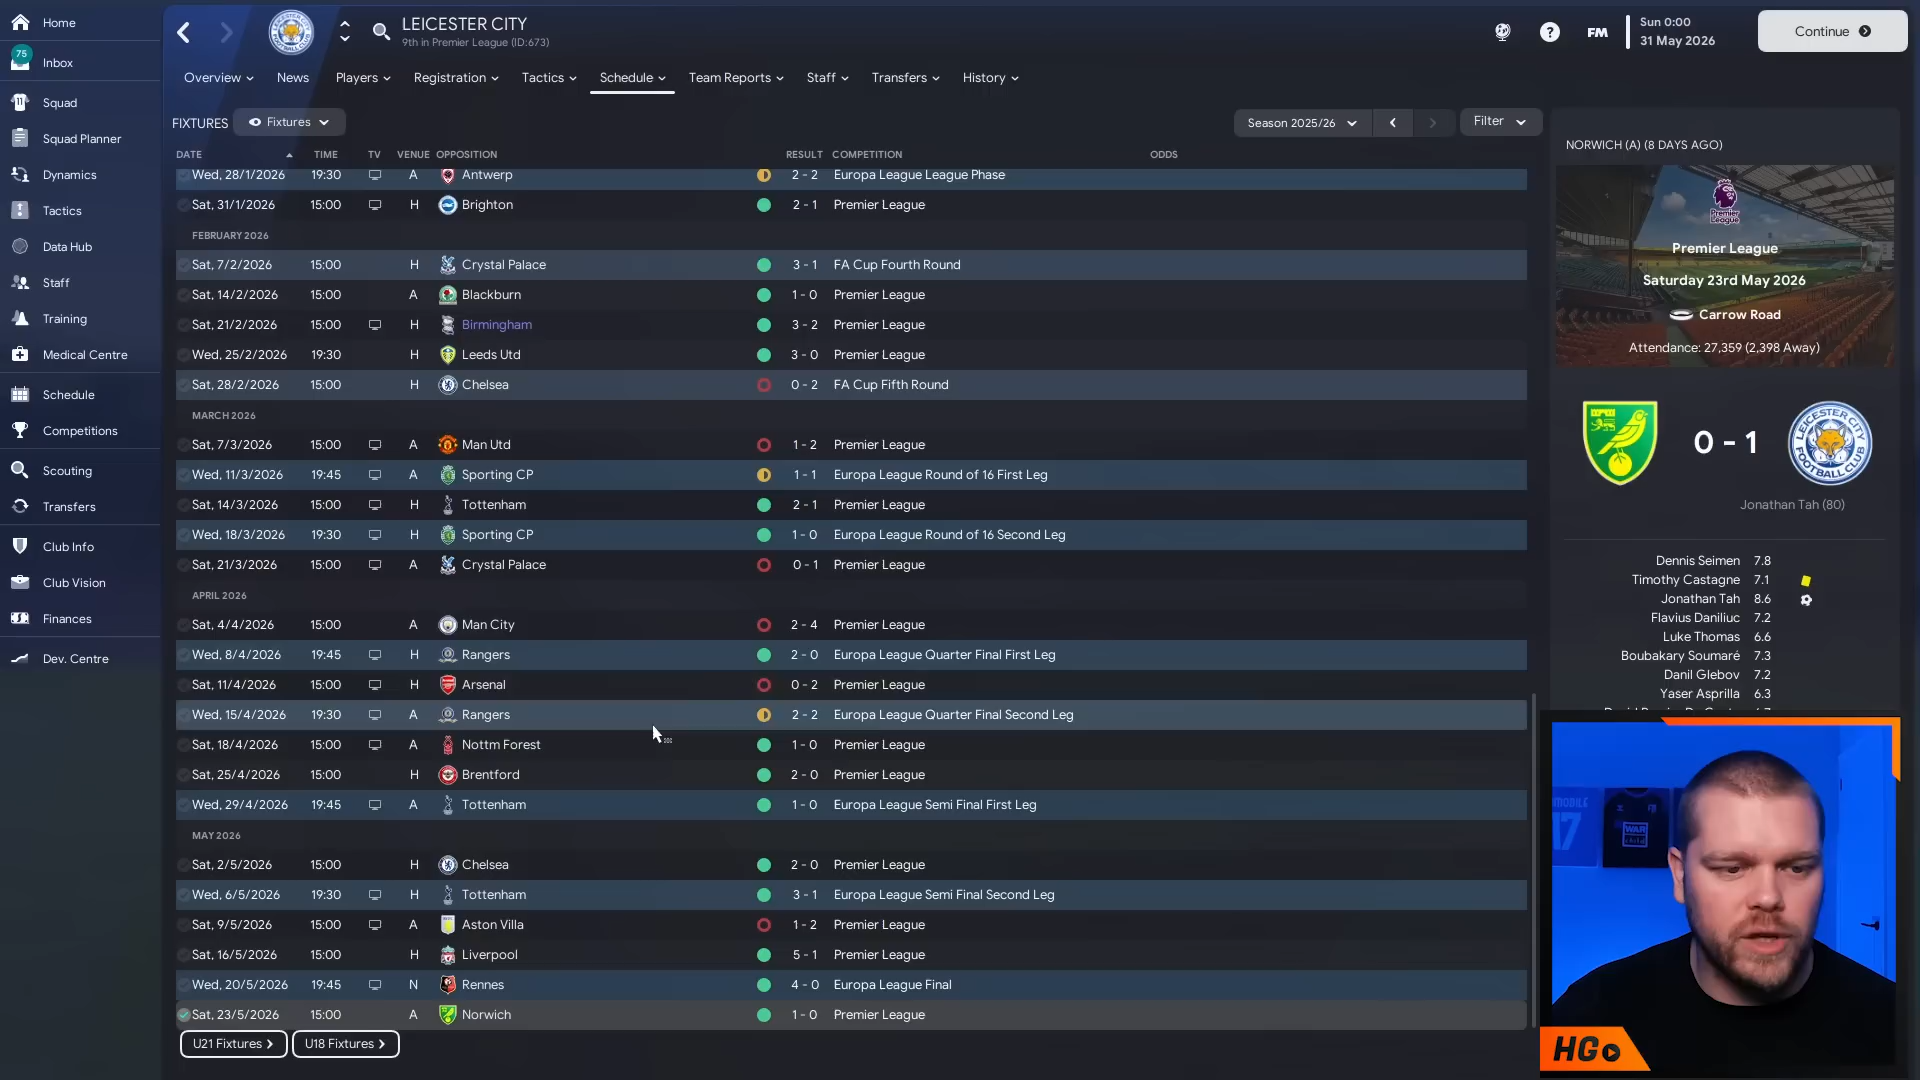 Home
LEICESTER CITY
9th in Premier League (ID:673)
FM
Sun 0:00
31 May 2026
Continue
75
Inbox
Overview News Players Registration Tactics Schedule Team Reports Staff Transfers History
Squad
Squad Planner
Dynamics
Tactics
Data Hub
Staff
Training
Medical Centre
Schedule
Competitions
Scouting
Transfers
Club Info
Club Vision
Finances
Dev. Centre
FIXTURES Fixtures Season 2025/26 Filter
DATE TIME TV VENUE OPPOSITION RESULT COMPETITION ODDS
Wed, 28/1/2026 19:30 A Antwerp 2 - 2 Europa League League Phase
Sat, 31/1/2026 15:00 H Brighton 2 - 1 Premier League
FEBRUARY 2026
Sat, 7/2/2026 15:00 H Crystal Palace 3 - 1 FA Cup Fourth Round
Sat, 14/2/2026 15:00 A Blackburn 1 - 0 Premier League
Sat, 21/2/2026 15:00 H Birmingham 3 - 2 Premier League
Wed, 25/2/2026 19:30 H Leeds Utd 3 - 0 Premier League
Sat, 28/2/2026 15:00 H Chelsea 0 - 2 FA Cup Fifth Round
MARCH 2026
Sat, 7/3/2026 15:00 A Man Utd 1 - 2 Premier League
Wed, 11/3/2026 19:45 A Sporting CP 1 - 1 Europa League Round of 16 First Leg
Sat, 14/3/2026 15:00 H Tottenham 2 - 1 Premier League
Wed, 18/3/2026 19:30 H Sporting CP 1 - 0 Europa League Round of 16 Second Leg
Sat, 21/3/2026 15:00 A Crystal Palace 0 - 1 Premier League
APRIL 2026
Sat, 4/4/2026 15:00 A Man City 2 - 4 Premier League
Wed, 8/4/2026 19:45 H Rangers 2 - 0 Europa League Quarter Final First Leg
Sat, 11/4/2026 15:00 H Arsenal 0 - 2 Premier League
Wed, 15/4/2026 19:30 A Rangers 2 - 2 Europa League Quarter Final Second Leg
Sat, 18/4/2026 15:00 A Nottm Forest 1 - 0 Premier League
Sat, 25/4/2026 15:00 H Brentford 2 - 0 Premier League
Wed, 29/4/2026 19:45 A Tottenham 1 - 0 Europa League Semi Final First Leg
MAY 2026
Sat, 2/5/2026 15:00 H Chelsea 2 - 0 Premier League
Wed, 6/5/2026 19:30 H Tottenham 3 - 1 Europa League Semi Final Second Leg
Sat, 9/5/2026 15:00 A Aston Villa 1 - 2 Premier League
Sat, 16/5/2026 15:00 H Liverpool 5 - 1 Premier League
Wed, 20/5/2026 19:45 N Rennes 4 - 0 Europa League Final
Sat, 23/5/2026 15:00 A Norwich 1 - 0 Premier League
U21 Fixtures U18 Fixtures
NORWICH (A) (8 DAYS AGO)
Premier League
Premier League
Saturday 23rd May 2026
Carrow Road
Attendance: 27,359 (2,398 Away)
0 - 1
LEICESTER CITY
FOOTBALL CLUB
Jonathan Tah (80)
Dennis Seimen 7.8
Timothy Castagne 7.1
Jonathan Tah 8.6
Flavius Daniliuc 7.2
Luke Thomas 6.6
Boubakary Soumaré 7.3
Danil Glebov 7.2
Yaser Asprilla 6.3
MOBILE
17
WAR
HG